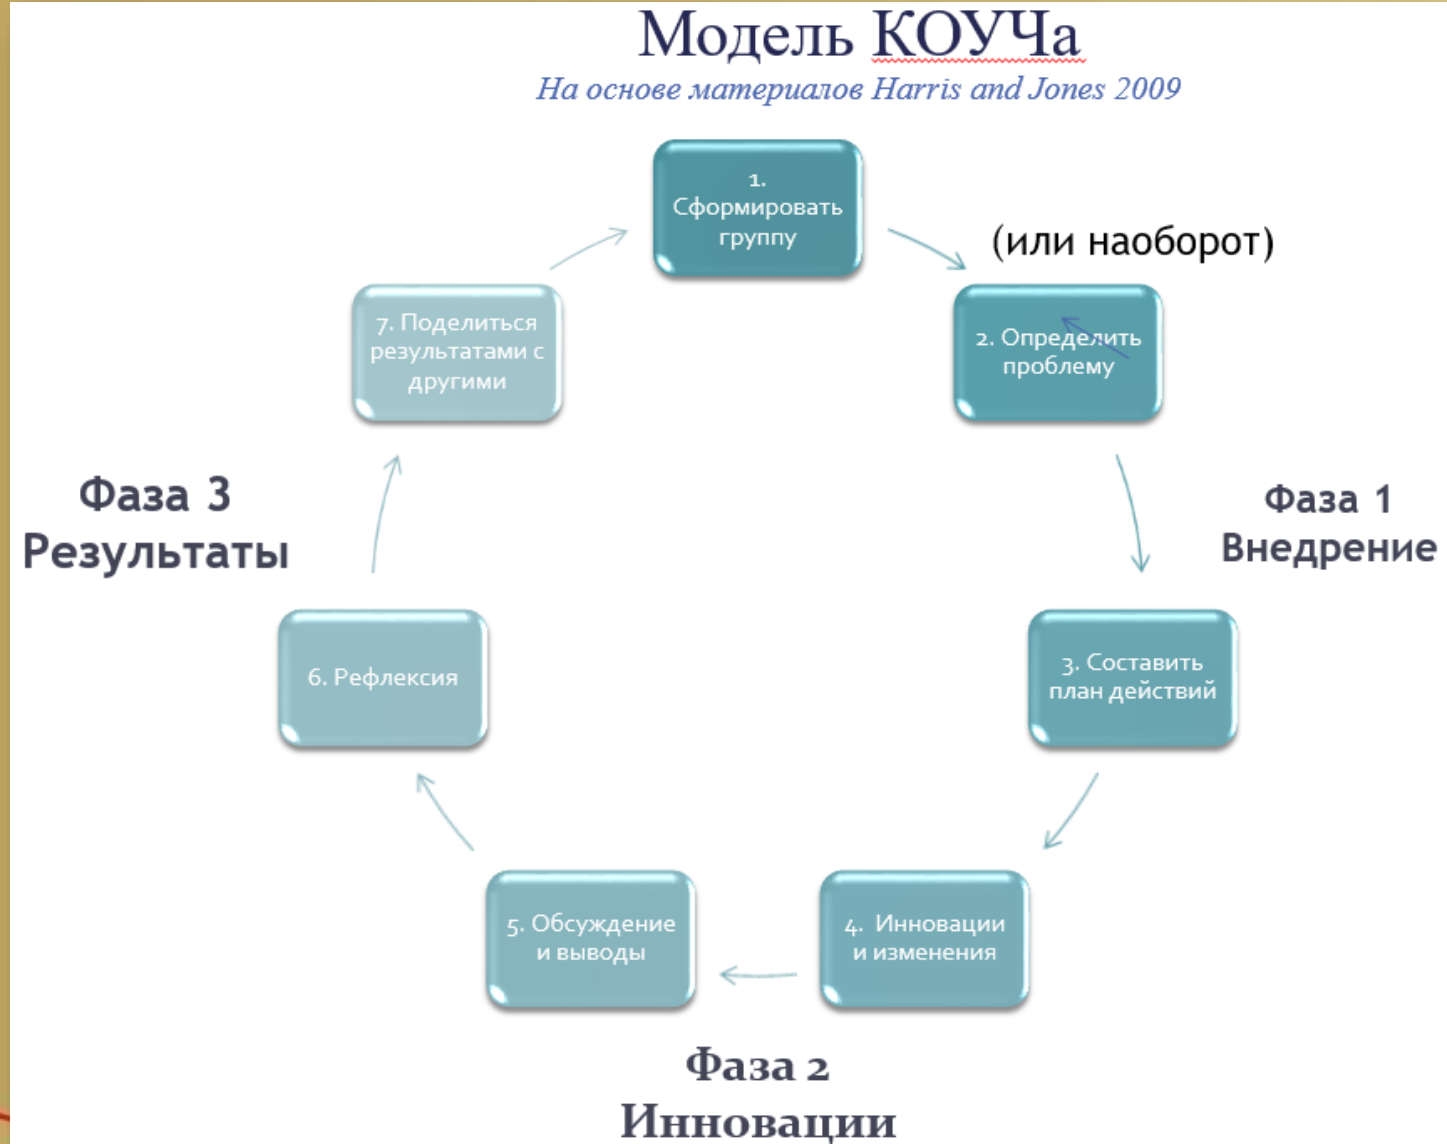 Модель КОУЧа
На основе материалов Harris and Jones 2009
1.
Сформировать
группу
(или наоборот)
2. Определить
проблему
Фаза 1
Внедрение
3. Составить
план действий
4. Инновации
и изменения
Фаза 2
Инновации
5. Обсуждение
и выводы
6. Рефлексия
Фаза 3
Результаты
7. Поделиться
результатами с
другими